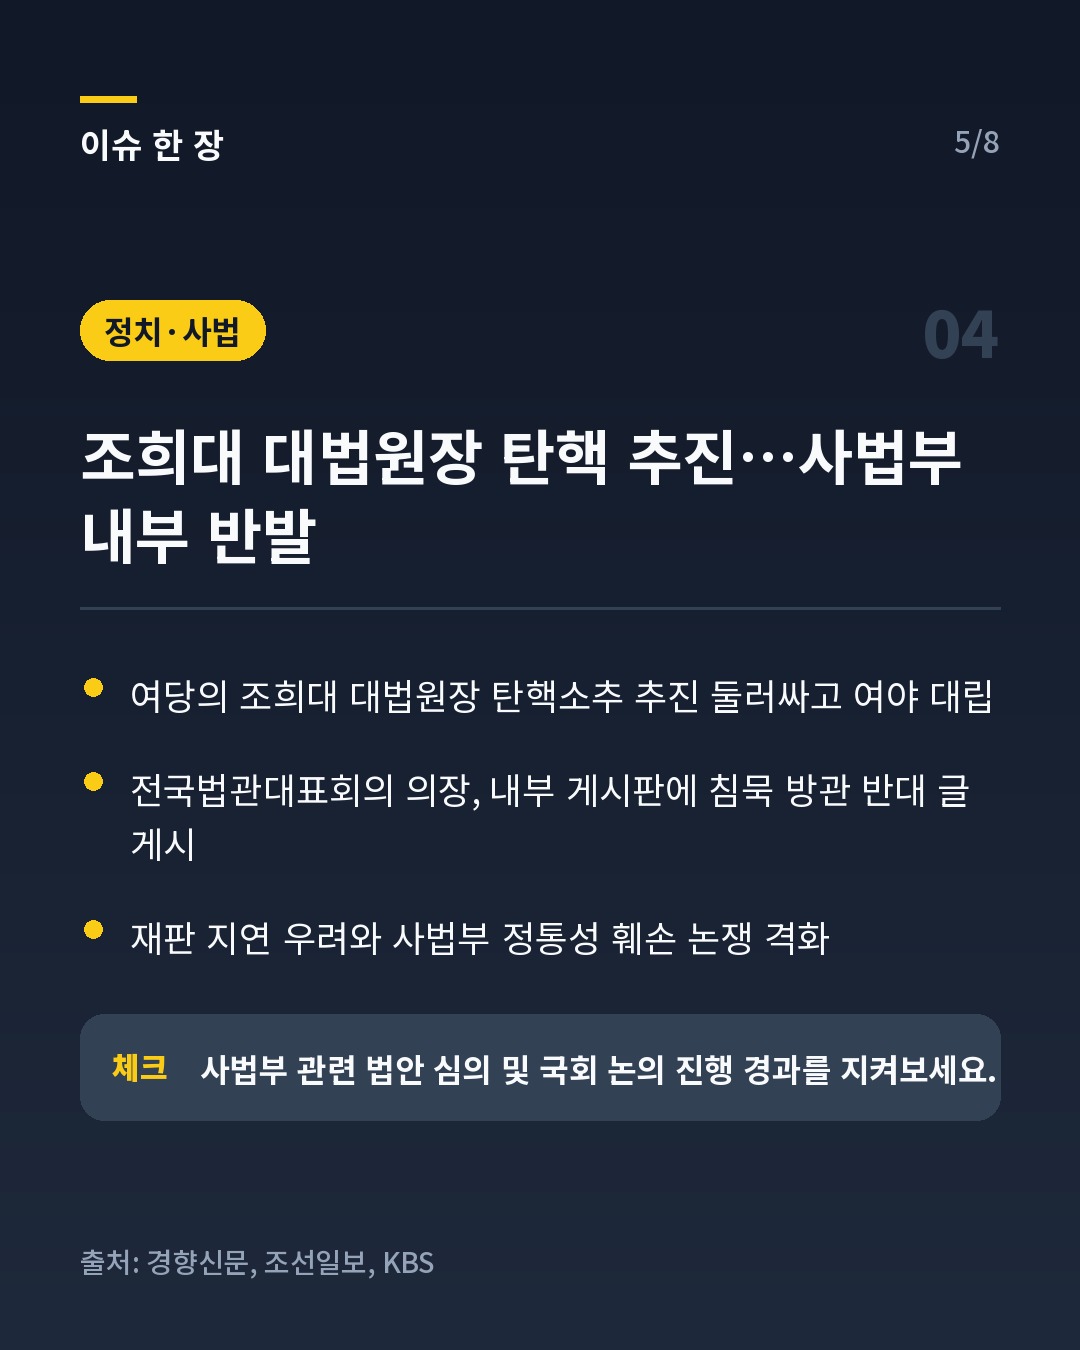 이슈 한 장
5/8
정치·사법
04
조희대 대법원장 탄핵 추진…사법부
내부 반발
여당의 조희대 대법원장 탄핵소추 추진 둘러싸고 여야 대립
전국법관대표회의 의장, 내부 게시판에 침묵 방관 반대 글
게시
재판 지연 우려와 사법부 정통성 훼손 논쟁 격화
체크 사법부 관련 법안 심의 및 국회 논의 진행 경과를 지켜보세요.
출처: 경향신문, 조선일보, KBS